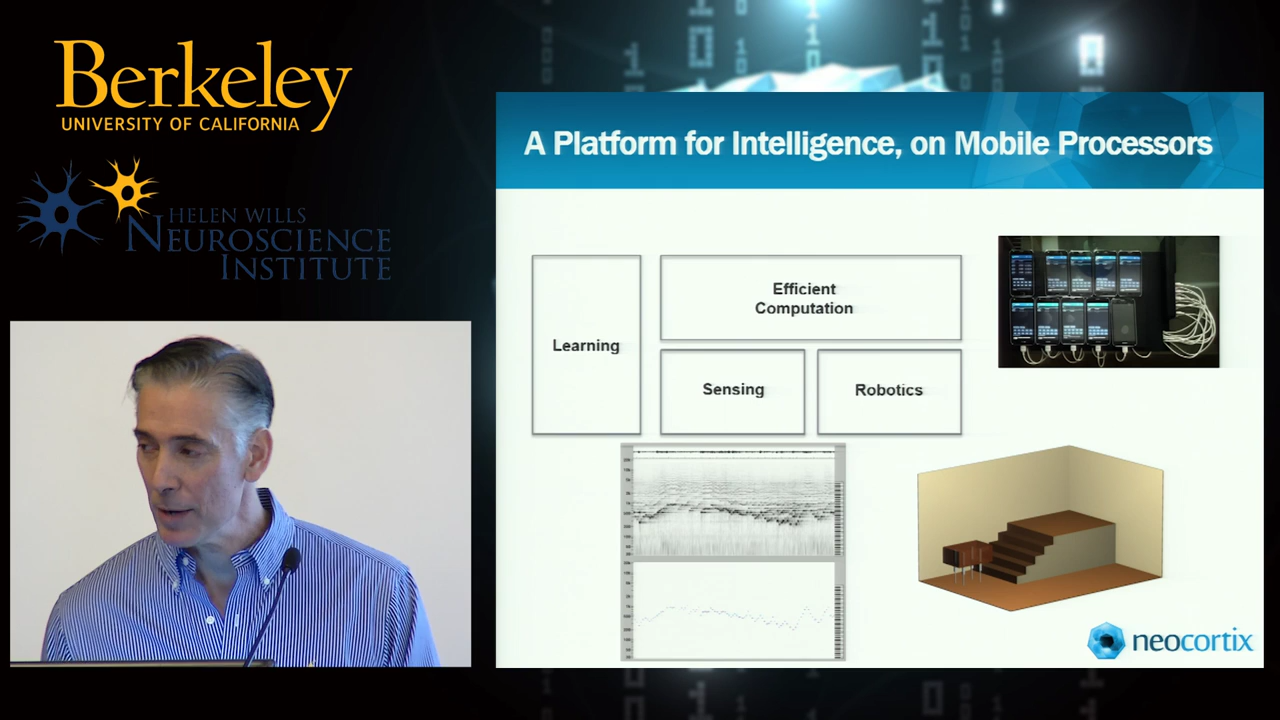 Berkeley
UNIVERSITY OF CALIFORNIA
HELEN WILLS
NEUROSCIENCE
INSTITUTE
A Platform for Intelligence, on Mobile Processors
Learning
Efficient
Computation
Sensing
Robotics
neocortix